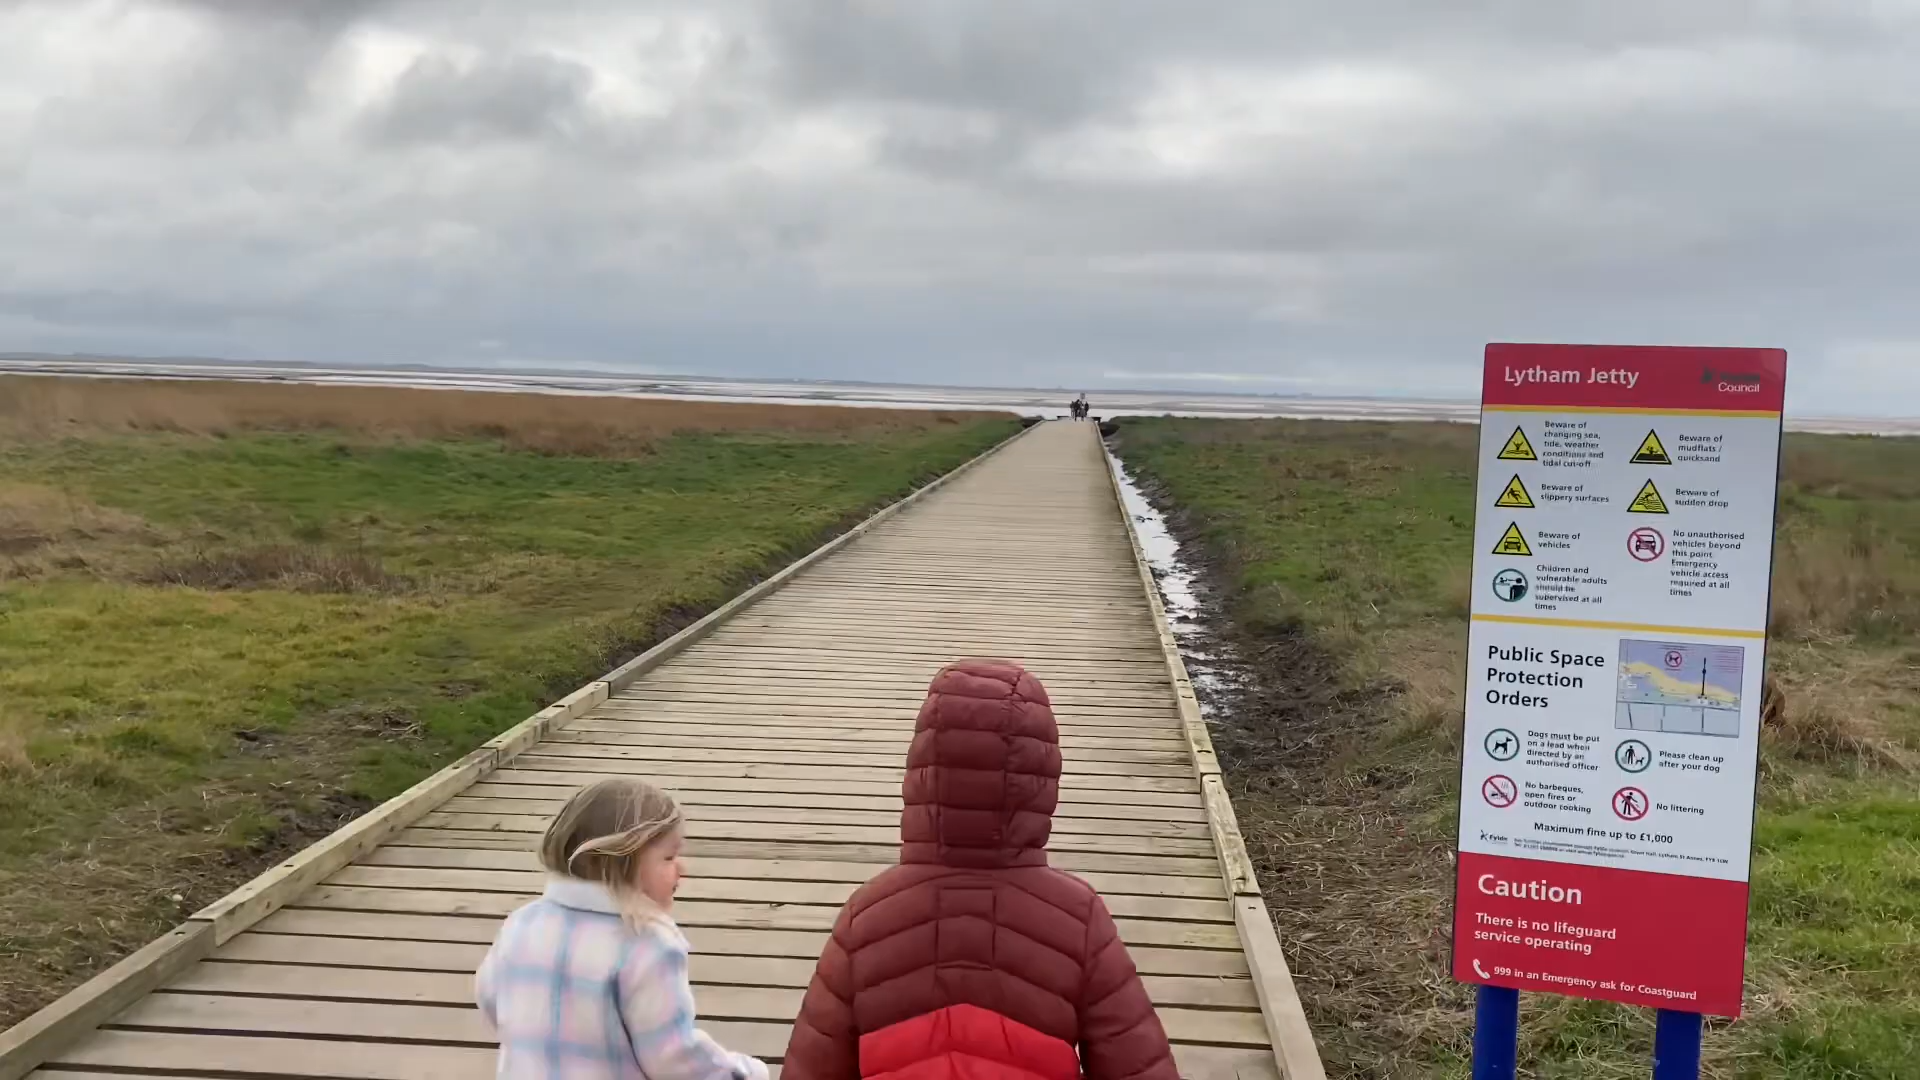 Lytham Jetty
Council
Beware of
changing sea,
tide, weather
conditions and
tidal cut-off
Beware of
mudflats /
quicksand
Beware of
slippery surfaces
Beware of
sudden drop
Beware of
vehicles
No unauthorised
vehicles beyond
this point.
Emergency
vehicle access
required at all
times
Children and
vulnerable adults
should be
supervised at all
times
Public Space
Protection
Orders
Dogs must be put
on a lead when
directed by an
authorised officer
Please clean up
after your dog
No barbeques,
open fires or
outdoor cooking
No littering
Maximum fine up to £1,000
Fylde
Caution
There is no lifeguard
service operating
999 in an Emergency ask for Coastguard